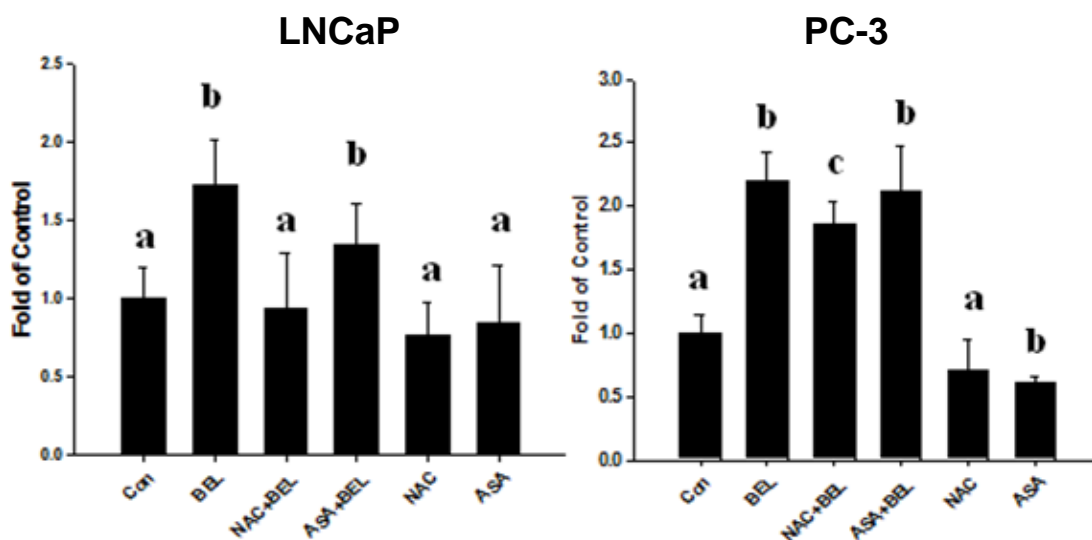 LNCaP
2.5
2.0
1.5
1.0
0.5
0.0
Fold of Control
a
b
a
b
a
a
Con
BEL
NAC+BEL
ASA+BEL
NAC
ASA
PC-3
3.0
2.5
2.0
1.5
1.0
0.5
0.0
Fold of Control
a
b
c
b
a
b
Con
BEL
NAC+BEL
ASA+BEL
NAC
ASA